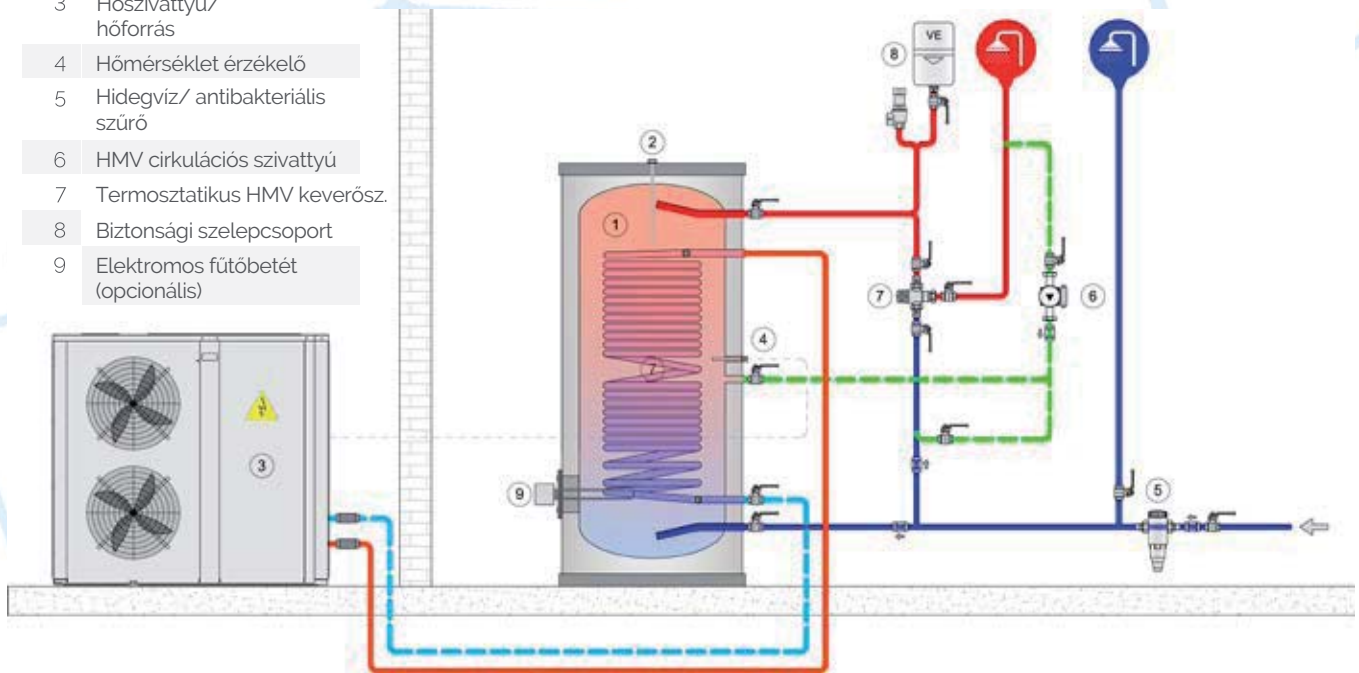 3 Hőszivattyú/
hőforrás
4 Hőmérséklet érzékelő
5 Hidegvíz/ antibakteriális
szűrő
6 HMV cirkulációs szivattyú
7 Termosztatikus HMV keverősz.
8 Biztonsági szelepcsoport
9 Elektromos fűtőbetét
(opcionális)
VE
8
2
1
7
6
4
7
3
9
5